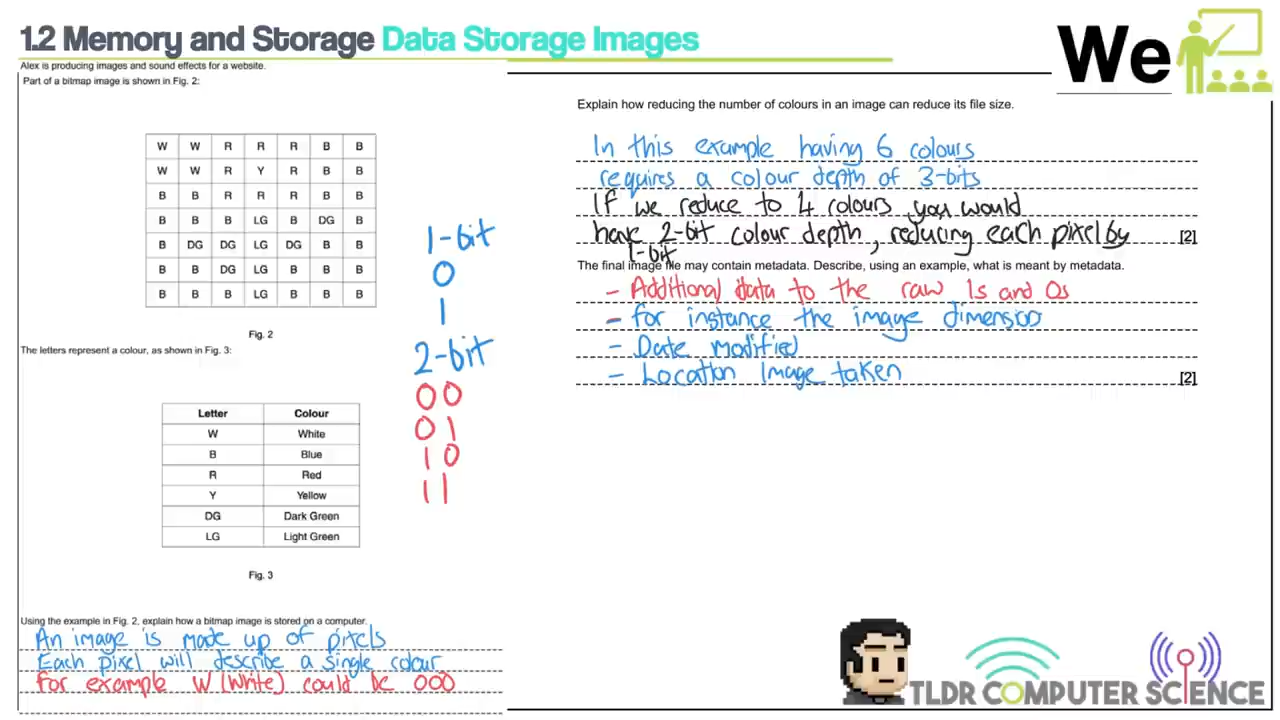 1.2 Memory and Storage Data Storage Images
We
Alex is producing images and sound effects for a website.
Part of a bitmap image is shown in Fig. 2:
W W R R R B B
W W R Y R B B
B B R R R B B
B B B LG B DG B
B DG DG LG DG B B
B B DG LG B B B
B B B LG B B B
Fig. 2
The letters represent a colour, as shown in Fig. 3:
Letter Colour
W White
B Blue
R Red
Y Yellow
DG Dark Green
LG Light Green
Fig. 3
1-bit
0
1
2-bit
00
01
10
11
Using the example in Fig. 2, explain how a bitmap image is stored on a computer.
An image is made up of pixels
Each pixel will describe a single colour
For example W (White) could be 000
Explain how reducing the number of colours in an image can reduce its file size.
In this example having 6 colours
requires a colour depth of 3-bits
If we reduce to 4 colours you would
have 2-bit colour depth, reducing each pixel by [2]
1-bit
The final image file may contain metadata. Describe, using an example, what is meant by metadata.
- Additional data to the raw 1s and 0s
- for instance the image dimensions
- Date modified
- Location Image taken [2]
TLDR COMPUTER SCIENCE